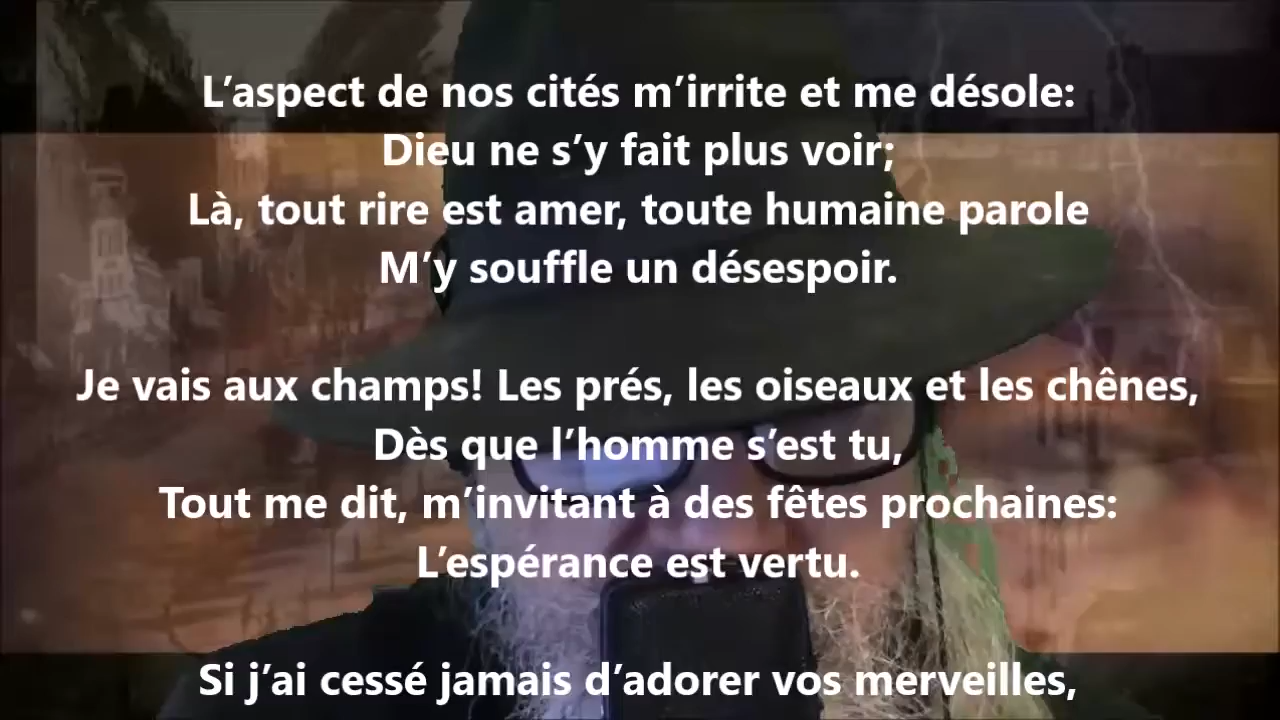 L’aspect de nos cités m’irrite et me désole:
Dieu ne s’y fait plus voir;
Là, tout rire est amer, toute humaine parole
M’y souffle un désespoir.
Je vais aux champs! Les prés, les oiseaux et les chênes,
Dès que l’homme s’est tu,
Tout me dit, m’invitant à des fêtes prochaines:
L’espérance est vertu.
Si j’ai cessé jamais d’adorer vos merveilles,